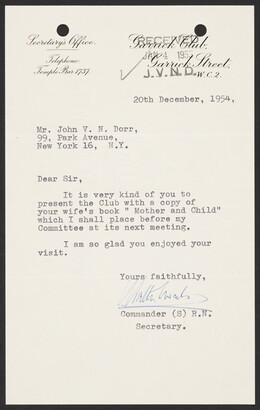 Secretary's Office.
Telephone
Temple Bar 1737.
Garrick Club,
Garrick Street,
W.C.2.
RECEIVED
JAN 4 195
J. V. N. D.
20th December, 1954,
Mr. John V. N. Dorr,
99, Park Avenue,
New York 16, N.Y.
Dear Sir,
It is very kind of you to
present the Club with a copy of
your wife's book " Mother and Child"
which I shall place before my
Committee at its next meeting.
I am so glad you enjoyed your
visit.
Yours faithfully,
Commander (S) R.N.
Secretary.